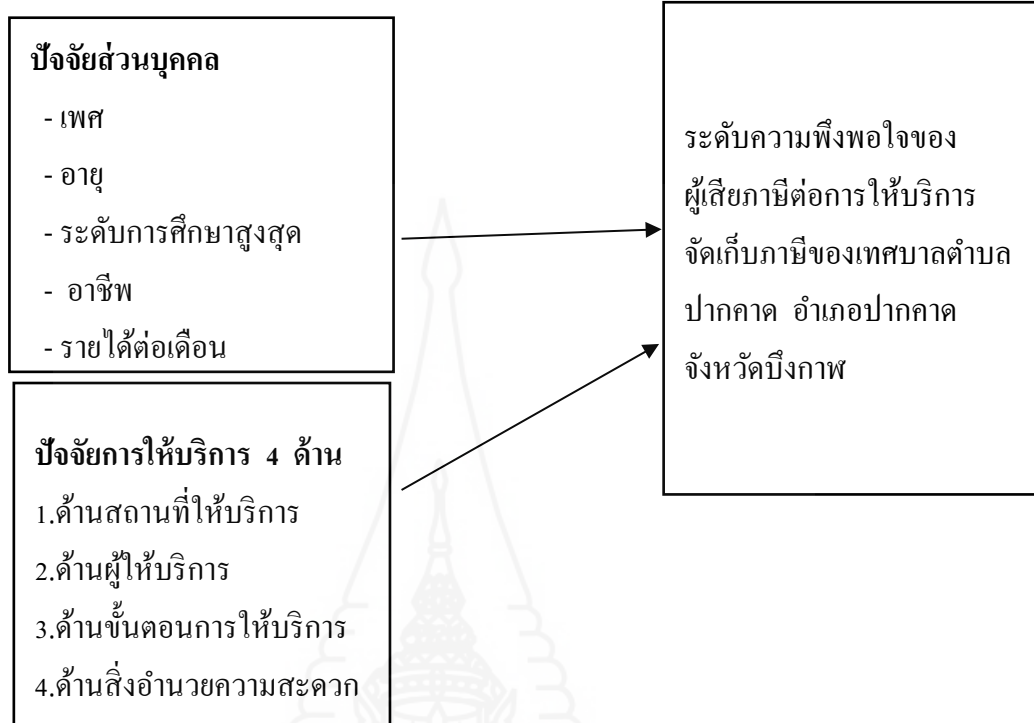 ปัจจัยส่วนบุคคล
- เพศ
- อายุ
- ระดับการศึกษาสูงสุด
- อาชีพ
- รายได้ต่อเดือน
ปัจจัยการให้บริการ 4 ด้าน
1.ด้านสถานที่ให้บริการ
2.ด้านผู้ให้บริการ
3.ด้านขั้นตอนการให้บริการ
4.ด้านสิ่งอำนวยความสะดวก
ระดับความพึงพอใจของ
ผู้เสียภาษีต่อการให้บริการ
จัดเก็บภาษีของเทศบาลตำบล
ปากคาด อำเภอปากคาด
จังหวัดบึงกาฬ